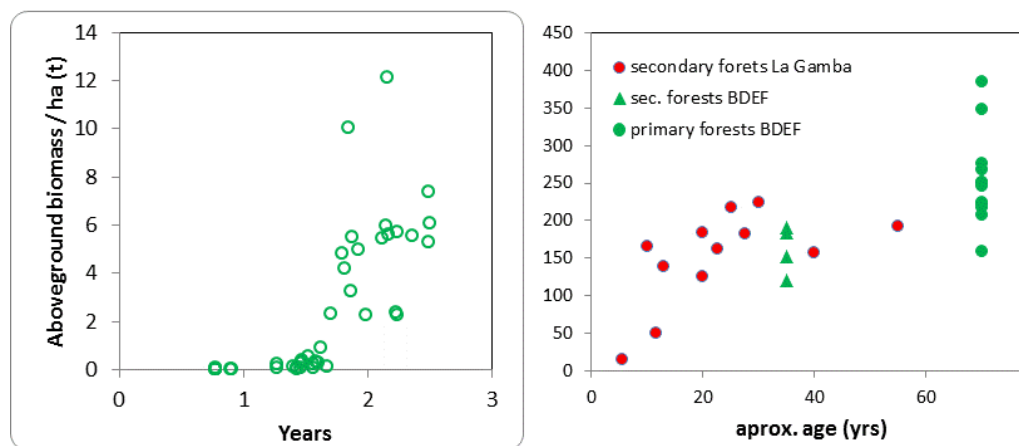 Aboveground biomass / ha (t)
14
12
10
8
6
4
2
0
0 1 2 3
Years
450
400
350
300
250
200
150
100
50
0
secondary forets La Gamba
sec. forests BDEF
primary forests BDEF
0 20 40 60
aprox. age (yrs)